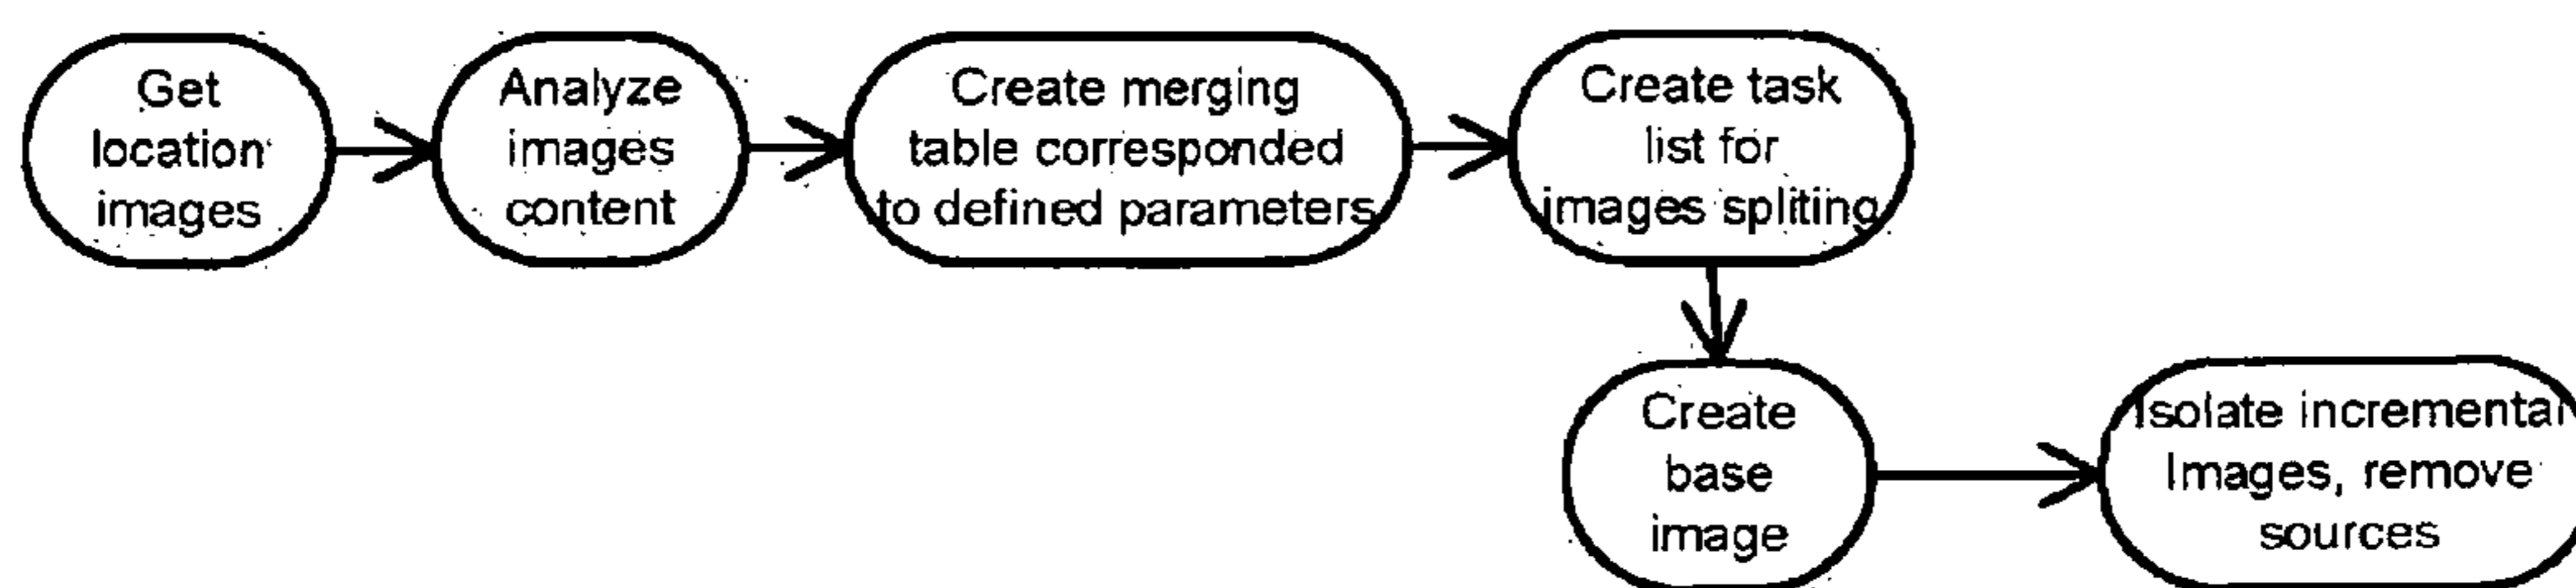 Get
location
images
Analyze
images
content
Create merging
table corresponded
to defined parameters
Create task
list for
images spliting
Create
base
image
Isolate incremental
Images, remove
sources